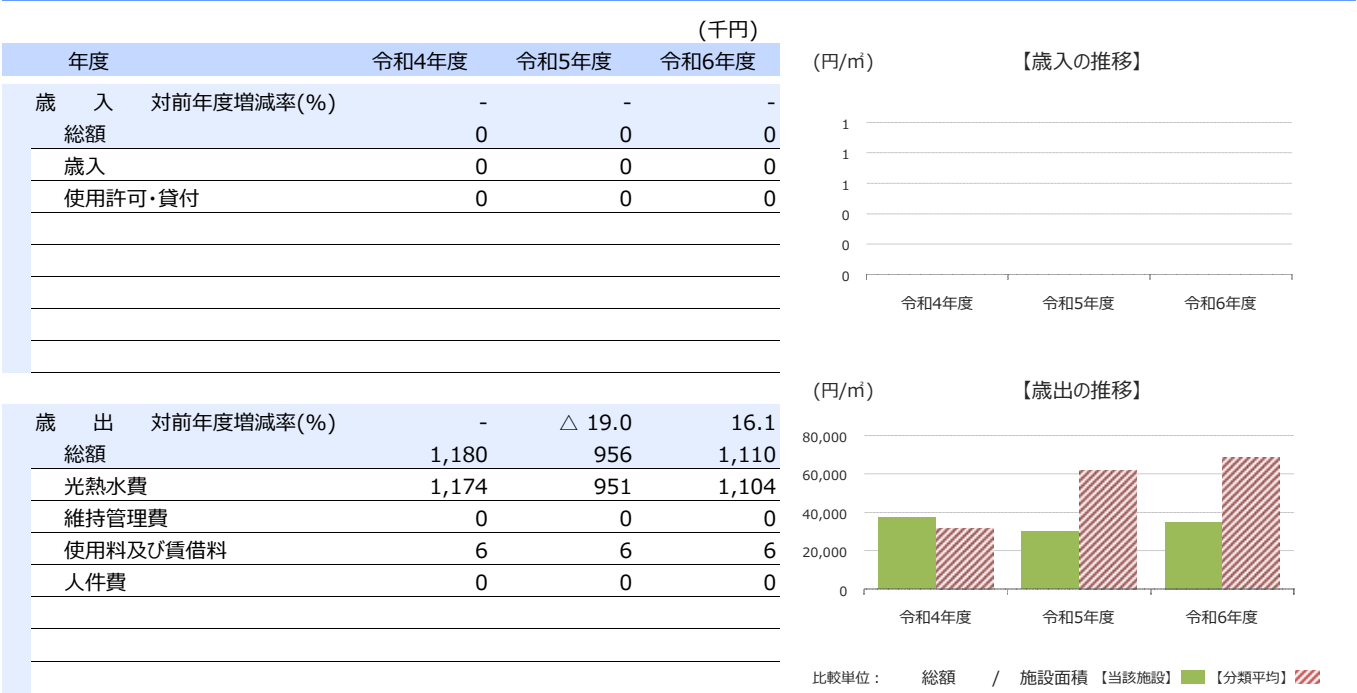 (千円)
年度 令和4年度 令和5年度 令和6年度
歳 入 対前年度増減率(%) - - -
総額 0 0 0
歳入 0 0 0
使用許可・貸付 0 0 0
歳 出 対前年度増減率(%) - △ 19.0 16.1
総額 1,180 956 1,110
光熱水費 1,174 951 1,104
維持管理費 0 0 0
使用料及び賃借料 6 6 6
人件費 0 0 0
(円/㎡) 【歳入の推移】
1
1
1
0
0
0
令和4年度 令和5年度 令和6年度
(円/㎡) 【歳出の推移】
80,000
60,000
40,000
20,000
0
令和4年度 令和5年度 令和6年度
比較単位： 総額 / 施設面積 【当該施設】 【分類平均】